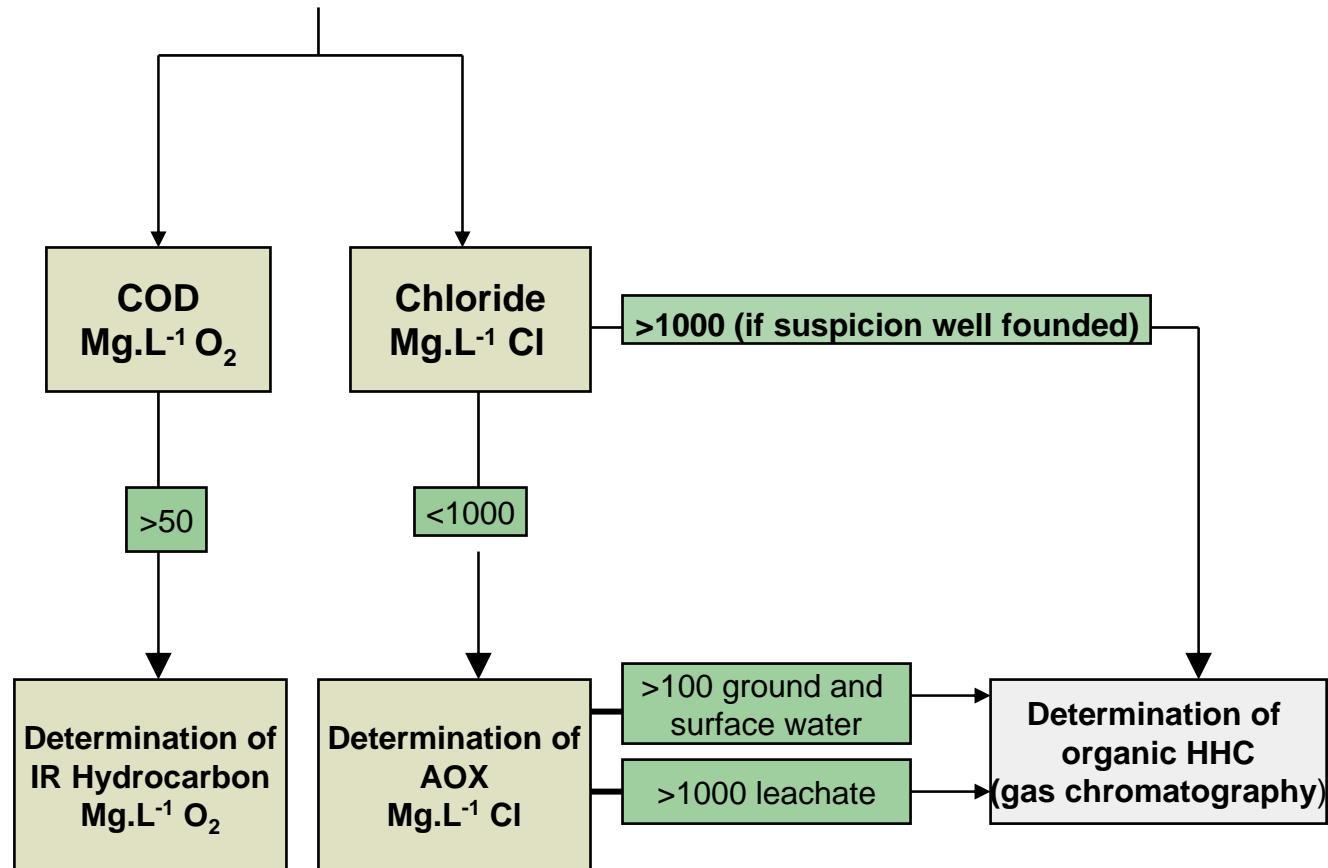 COD
Mg.L⁻¹ O₂
Chloride
Mg.L⁻¹ Cl
>1000 (if suspicion well founded)
>50
<1000
Determination of
IR Hydrocarbon
Mg.L⁻¹ O₂
Determination of
AOX
Mg.L⁻¹ Cl
>100 ground and
surface water
>1000 leachate
Determination of
organic HHC
(gas chromatography)